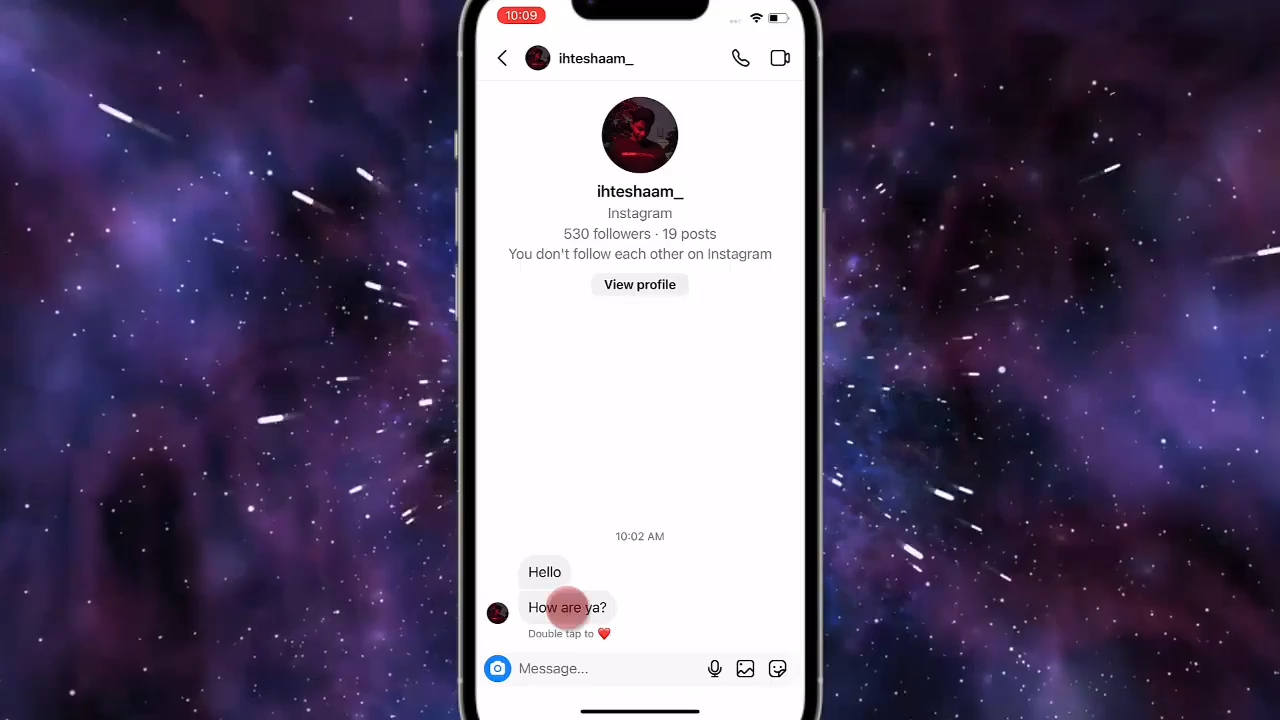 10:09
ihteshaam_
ihteshaam_
Instagram
530 followers · 19 posts
You don't follow each other on Instagram
View profile
10:02 AM
Hello
How are ya?
Double tap to ❤️
Message...